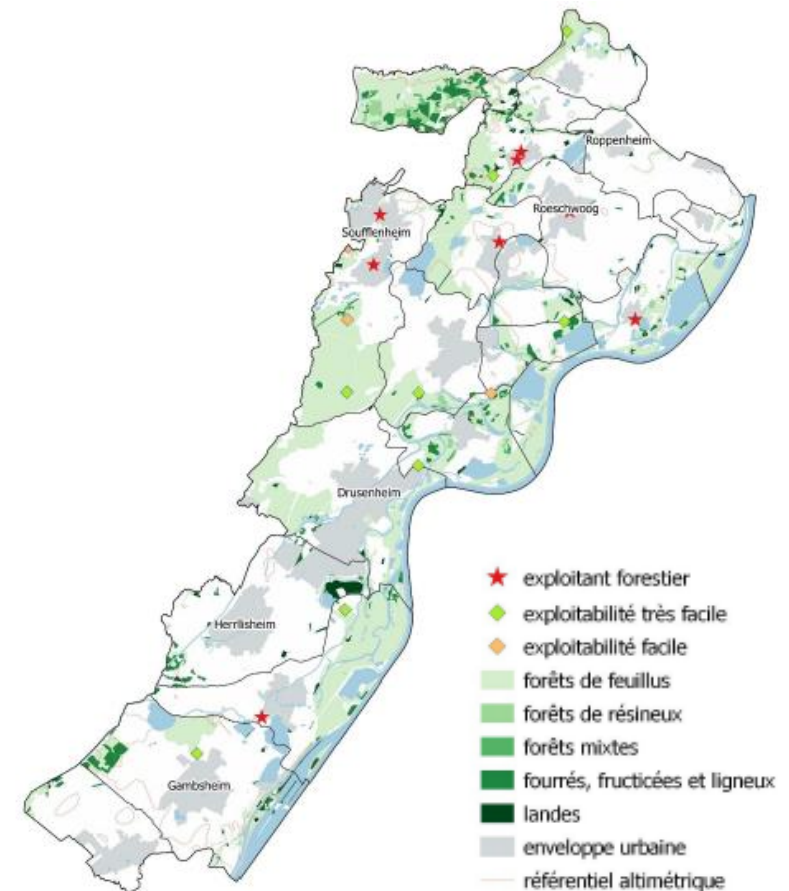 Roppenheim
Roeschwoog
Soufflenheim
Drusenheim
Herrlisheim
Gambsheim
exploitant forestier
exploitabilité très facile
exploitabilité facile
forêts de feuillus
forêts de résineux
forêts mixtes
fourrés, fructicées et ligneux
landes
enveloppe urbaine
référentiel altimétrique